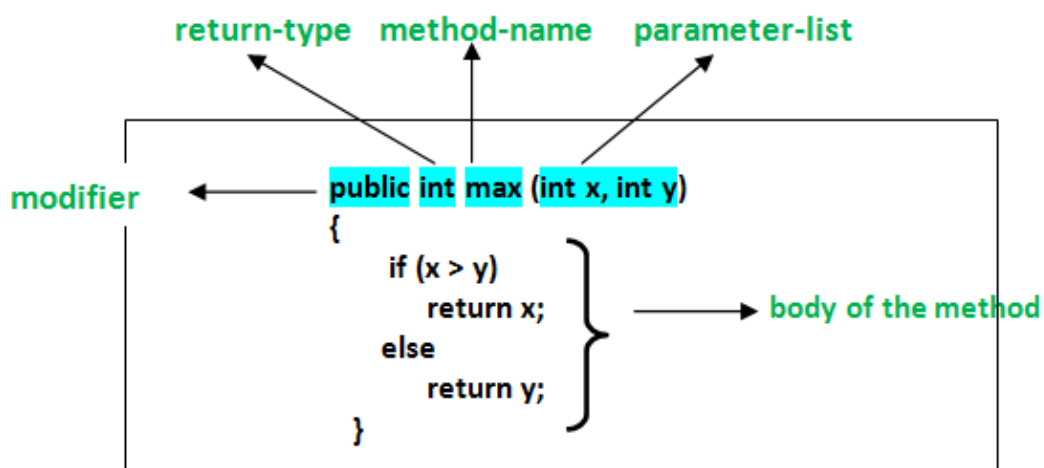 return-type method-name parameter-list
modifier
public int max (int x, int y)
{
if (x > y)
return x;
else
return y;
}
body of the method